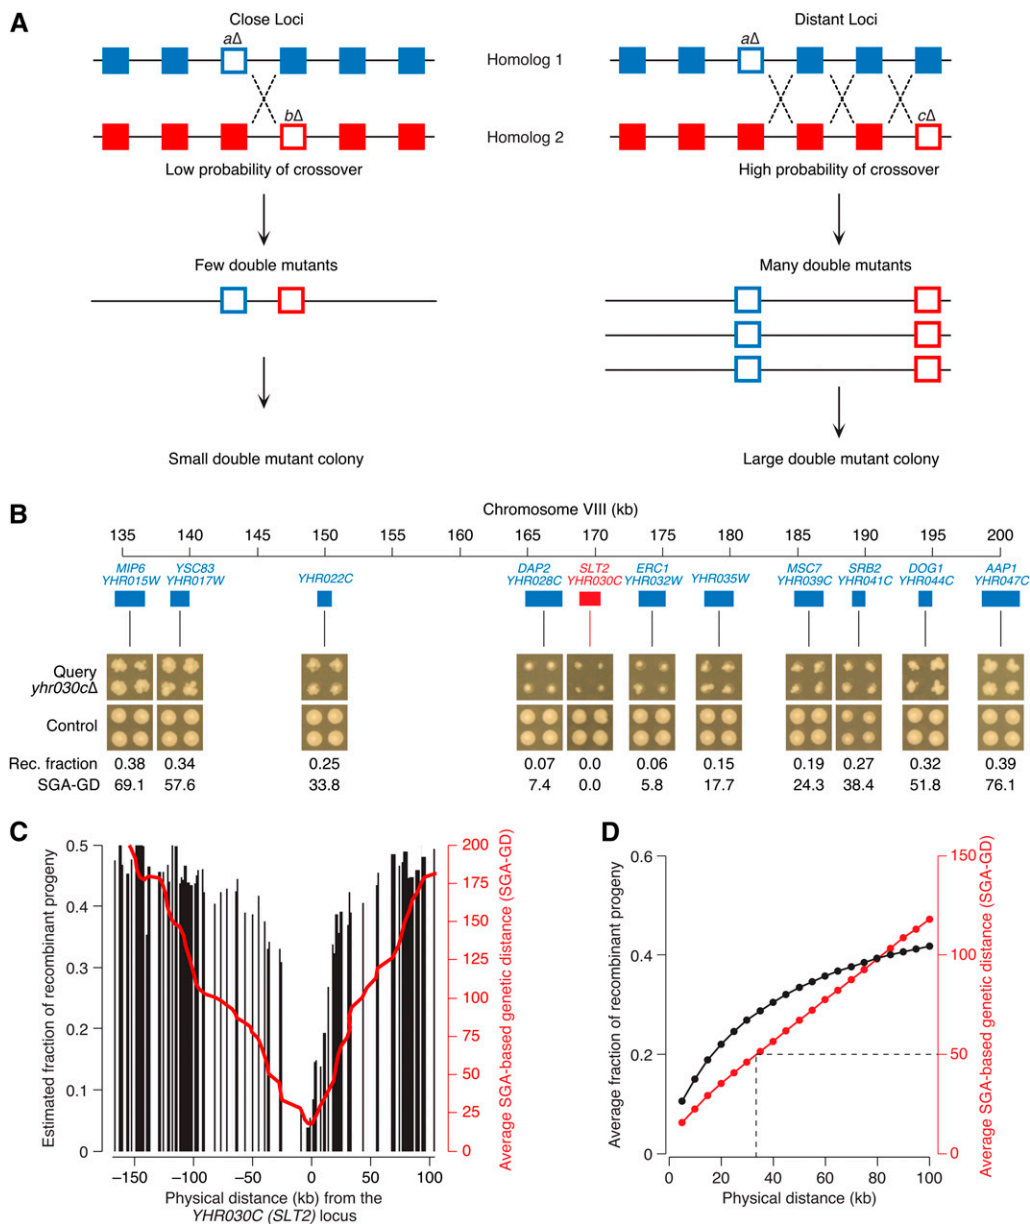 A
Close Loci
Distant Loci
aΔ
aΔ
Homolog 1
bΔ
cΔ
Homolog 2
Low probability of crossover
High probability of crossover
Few double mutants
Many double mutants
Small double mutant colony
Large double mutant colony
B
Chromosome VIII (kb)
135 140 145 150 155 160 165 170 175 180 185 190 195 200
MIP6 YSC83 DAP2 SLT2 ERC1 MSC7 SRB2 DOG1 AAP1
YHR015W YHR017W YHR022C YHR028C YHR030C YHR032W YHR035W YHR039C YHR041C YHR044C YHR047C
Query
yhr030cΔ
Control
Rec. fraction 0.38 0.34 0.25 0.07 0.0 0.06 0.15 0.19 0.27 0.32 0.39
SGA-GD 69.1 57.6 33.8 7.4 0.0 5.8 17.7 24.3 38.4 51.8 76.1
C
Estimated fraction of recombinant progeny
0.5
0.4
0.3
0.2
0.1
0
200
175
150
125
100
75
50
25
0
Average SGA-based genetic distance (SGA-GD)
−150 −100 −50 0 50 100
Physical distance (kb) from the
YHR030C (SLT2) locus
D
Average fraction of recombinant progeny
0.6
0.4
0.2
0
150
100
50
0
Average SGA-based genetic distance (SGA-GD)
0 20 40 60 80 100
Physical distance (kb)